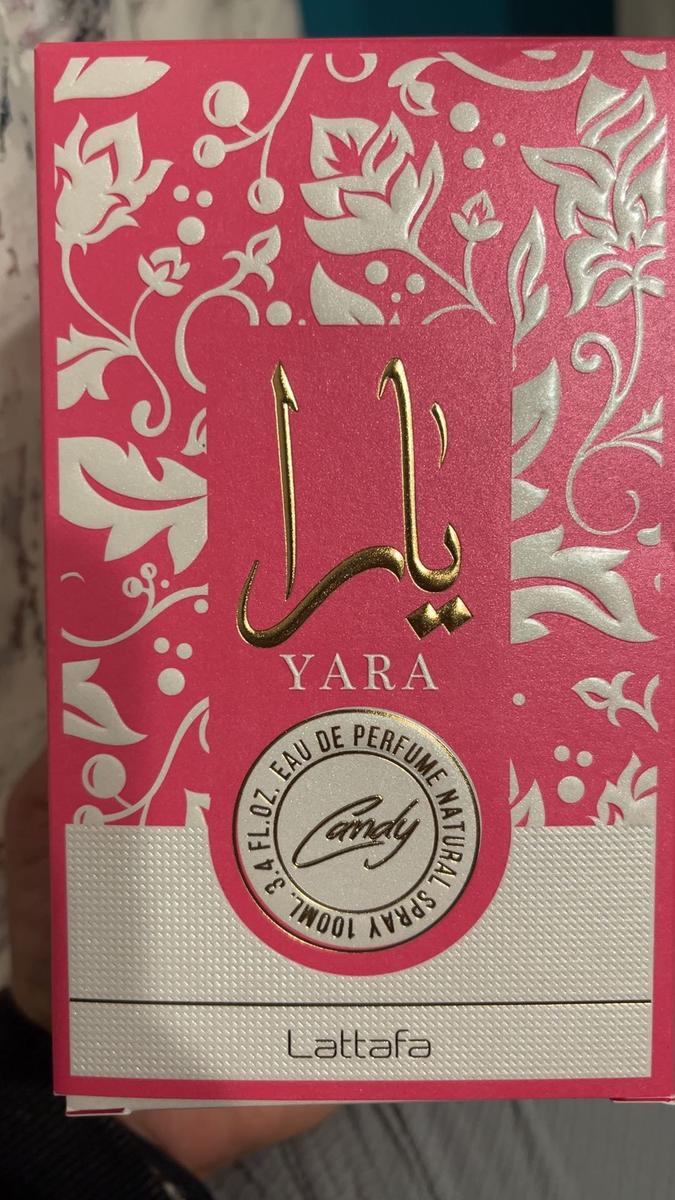 يارا
YARA
EAU DE PERFUME NATURAL SPRAY 100ML. 3.4 FL.OZ.
Candy
Lattafa